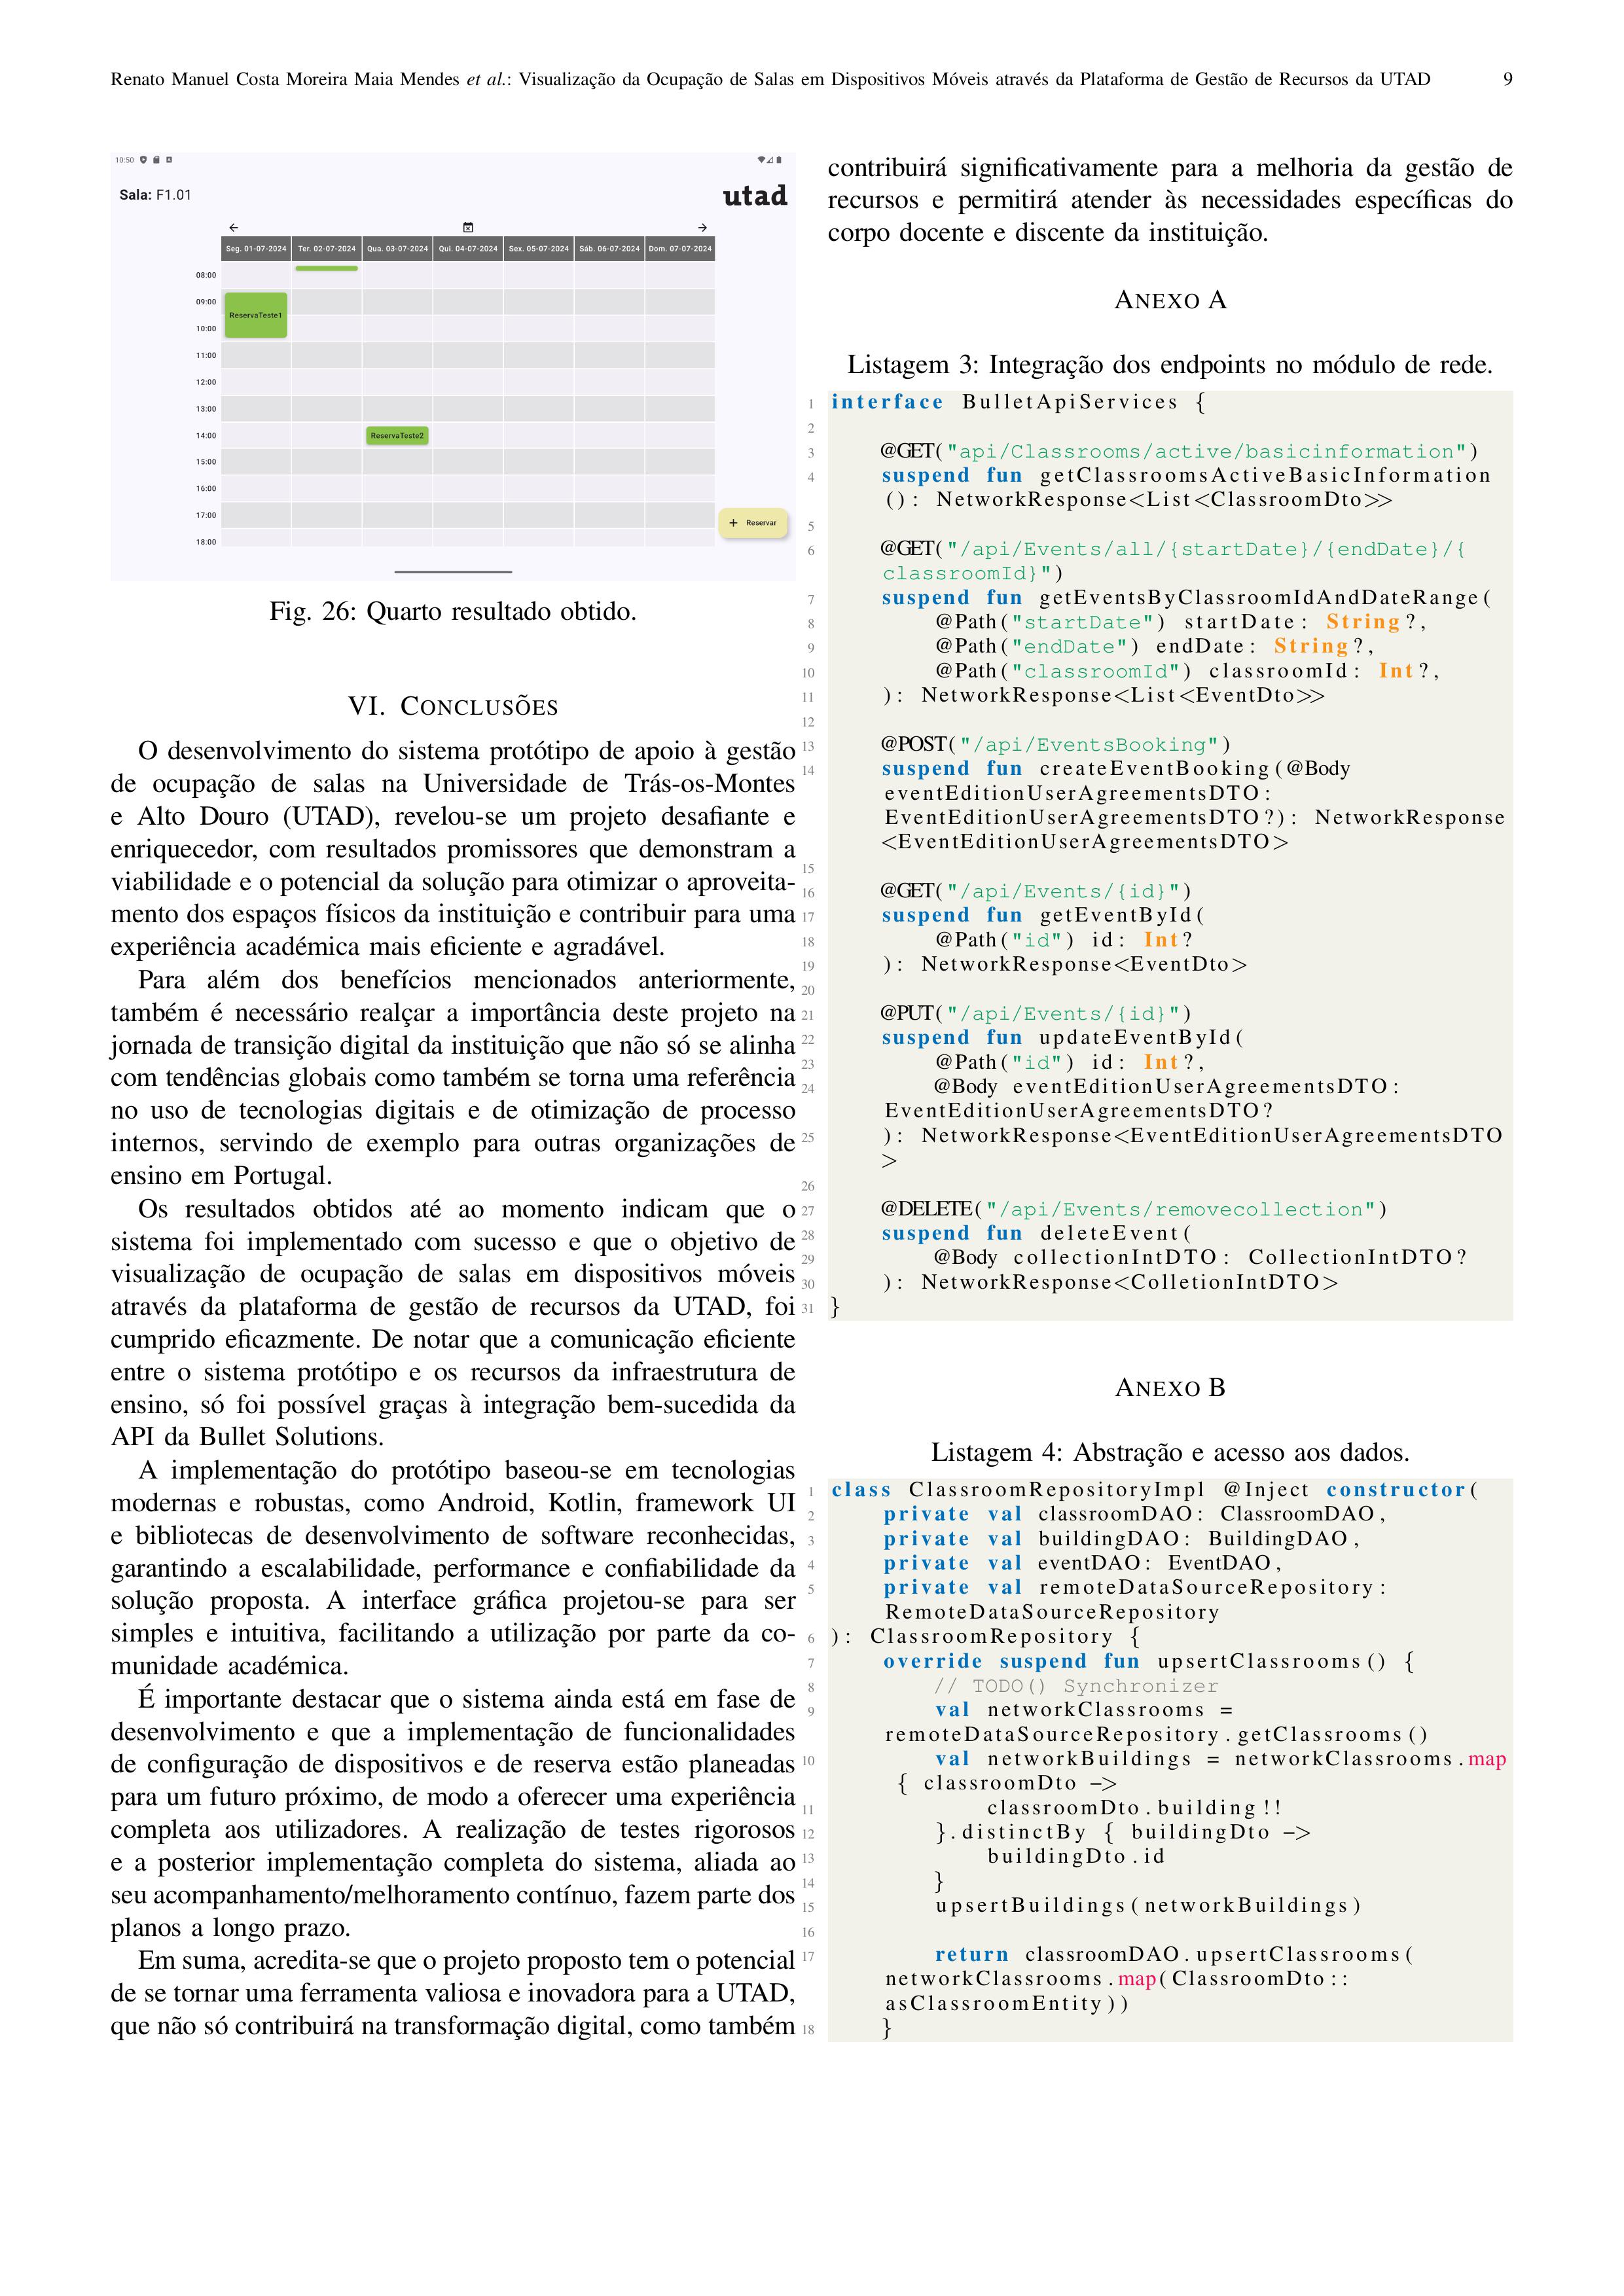 Renato Manuel Costa Moreira Maia Mendes et al.: Visualização da Ocupação de Salas em Dispositivos Móveis através da Plataforma de Gestão de Recursos da UTAD 9
10:50
Sala: F1.01
utad
Seg. 01-07-2024 Ter. 02-07-2024 Qua. 03-07-2024 Qui. 04-07-2024 Sex. 05-07-2024 Sáb. 06-07-2024 Dom. 07-07-2024
08:00
09:00
ReservaTeste1
10:00
11:00
12:00
13:00
14:00
ReservaTeste2
15:00
16:00
17:00
+ Reservar
18:00
Fig. 26: Quarto resultado obtido.
VI. CONCLUSÕES
O desenvolvimento do sistema protótipo de apoio à gestão
de ocupação de salas na Universidade de Trás-os-Montes
e Alto Douro (UTAD), revelou-se um projeto desafiante e
enriquecedor, com resultados promissores que demonstram a
viabilidade e o potencial da solução para otimizar o aproveita-
mento dos espaços físicos da instituição e contribuir para uma
experiência académica mais eficiente e agradável.
Para além dos benefícios mencionados anteriormente,
também é necessário realçar a importância deste projeto na
jornada de transição digital da instituição que não só se alinha
com tendências globais como também se torna uma referência
no uso de tecnologias digitais e de otimização de processo
internos, servindo de exemplo para outras organizações de
ensino em Portugal.
Os resultados obtidos até ao momento indicam que o
sistema foi implementado com sucesso e que o objetivo de
visualização de ocupação de salas em dispositivos móveis
através da plataforma de gestão de recursos da UTAD, foi
cumprido eficazmente. De notar que a comunicação eficiente
entre o sistema protótipo e os recursos da infraestrutura de
ensino, só foi possível graças à integração bem-sucedida da
API da Bullet Solutions.
A implementação do protótipo baseou-se em tecnologias
modernas e robustas, como Android, Kotlin, framework UI
e bibliotecas de desenvolvimento de software reconhecidas,
garantindo a escalabilidade, performance e confiabilidade da
solução proposta. A interface gráfica projetou-se para ser
simples e intuitiva, facilitando a utilização por parte da co-
munidade académica.
É importante destacar que o sistema ainda está em fase de
desenvolvimento e que a implementação de funcionalidades
de configuração de dispositivos e de reserva estão planeadas
para um futuro próximo, de modo a oferecer uma experiência
completa aos utilizadores. A realização de testes rigorosos
e a posterior implementação completa do sistema, aliada ao
seu acompanhamento/melhoramento contínuo, fazem parte dos
planos a longo prazo.
Em suma, acredita-se que o projeto proposto tem o potencial
de se tornar uma ferramenta valiosa e inovadora para a UTAD,
que não só contribuirá na transformação digital, como também
contribuirá significativamente para a melhoria da gestão de
recursos e permitirá atender às necessidades específicas do
corpo docente e discente da instituição.
ANEXO A
Listagem 3: Integração dos endpoints no módulo de rede.
1 interface BulletApiServices {
2
3 @GET("api/Classrooms/active/basicinformation")
4 suspend fun getClassroomsActiveBasicInformation
(): NetworkResponse<List<ClassroomDto>>
5
6 @GET("/api/Events/all/{startDate}/{endDate}/{
classroomId}")
7 suspend fun getEventsByClassroomIdAndDateRange(
8 @Path("startDate") startDate: String?,
9 @Path("endDate") endDate: String?,
10 @Path("classroomId") classroomId: Int?,
11 ): NetworkResponse<List<EventDto>>
12
13 @POST("/api/EventsBooking")
14 suspend fun createEventBooking(@Body
eventEditionUserAgreementsDTO:
EventEditionUserAgreementsDTO?): NetworkResponse
<EventEditionUserAgreementsDTO>
15
16 @GET("/api/Events/{id}")
17 suspend fun getEventById(
18 @Path("id") id: Int?
19 ): NetworkResponse<EventDto>
20
21 @PUT("/api/Events/{id}")
22 suspend fun updateEventById(
23 @Path("id") id: Int?,
24 @Body eventEditionUserAgreementsDTO:
EventEditionUserAgreementsDTO?
25 ): NetworkResponse<EventEditionUserAgreementsDTO
>
26
27 @DELETE("/api/Events/removecollection")
28 suspend fun deleteEvent(
29 @Body collectionIntDTO: CollectionIntDTO?
30 ): NetworkResponse<ColletionIntDTO>
31 }
ANEXO B
Listagem 4: Abstração e acesso aos dados.
1 class ClassroomRepositoryImpl @Inject constructor(
2 private val classroomDAO: ClassroomDAO,
3 private val buildingDAO: BuildingDAO,
4 private val eventDAO: EventDAO,
5 private val remoteDataSourceRepository:
RemoteDataSourceRepository
6 ): ClassroomRepository {
7 override suspend fun upsertClassrooms() {
8 // TODO() Synchronizer
9 val networkClassrooms =
remoteDataSourceRepository.getClassrooms()
10 val networkBuildings = networkClassrooms.map
{ classroomDto ->
11 classroomDto.building!!
12 }.distinctBy { buildingDto ->
13 buildingDto.id
14 }
15 upsertBuildings(networkBuildings)
16
17 return classroomDAO.upsertClassrooms(
networkClassrooms.map(ClassroomDto::
asClassroomEntity))
18 }